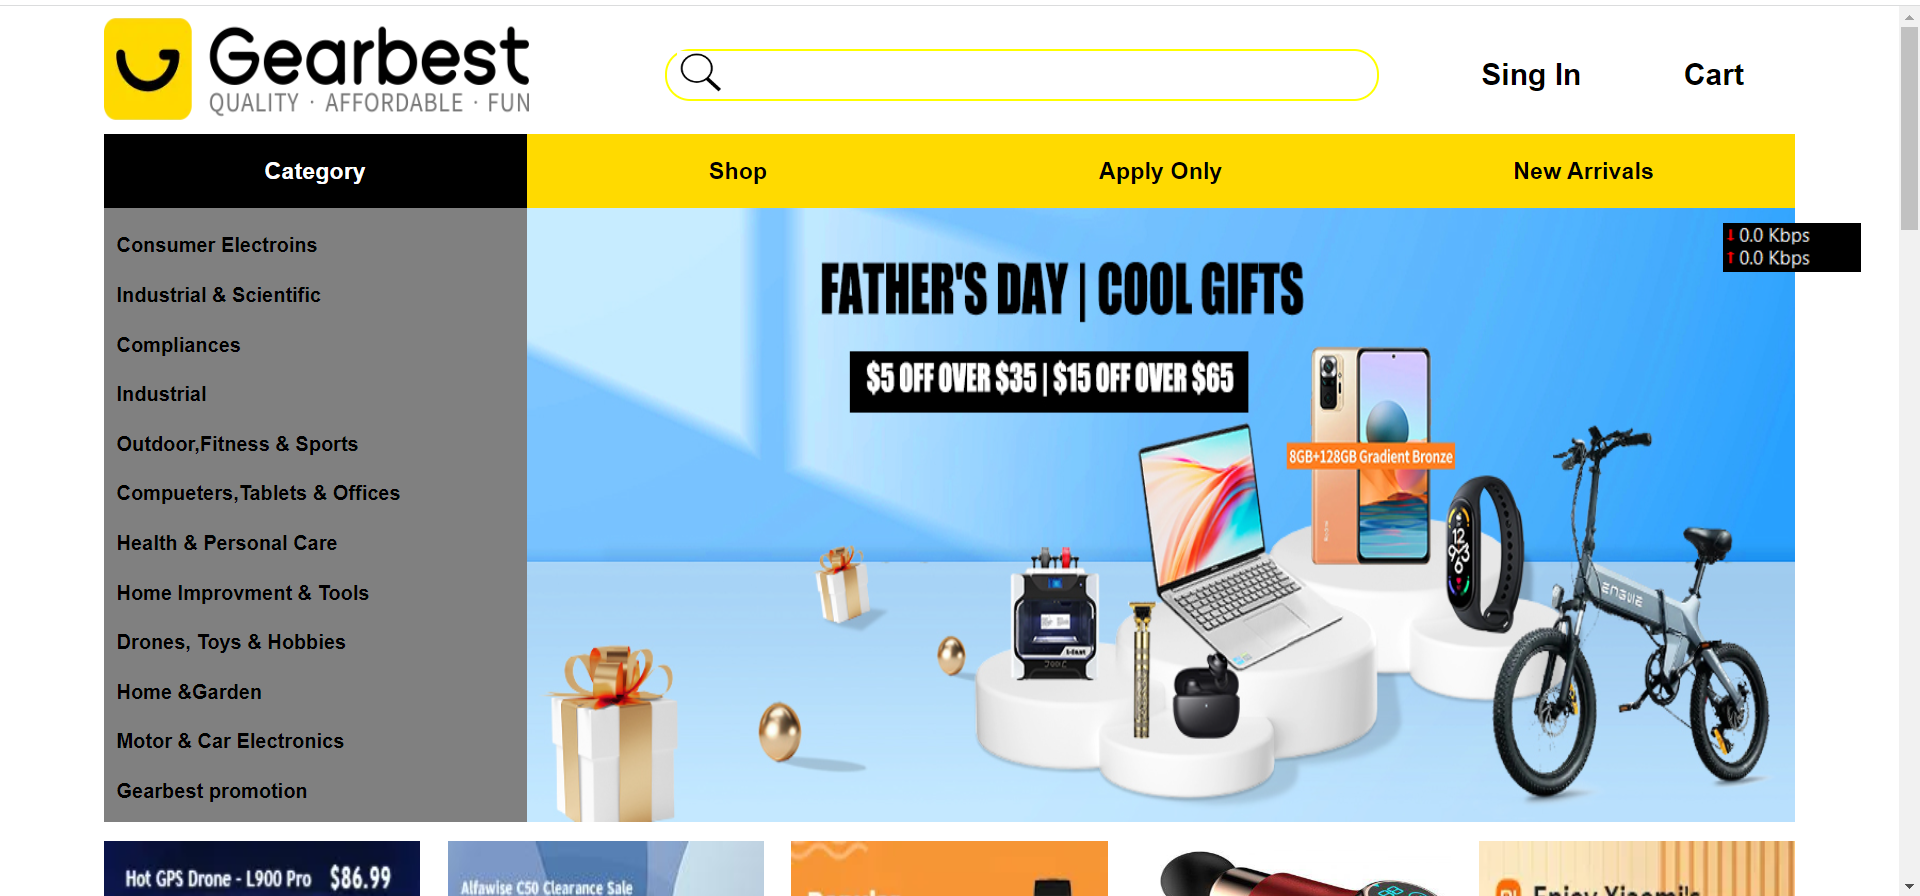 Gearbest
QUALITY · AFFORDABLE · FUN
Sing In
Cart
Category
Shop
Apply Only
New Arrivals
Consumer Electroins
Industrial & Scientific
Compliances
Industrial
Outdoor,Fitness & Sports
Compueters,Tablets & Offices
Health & Personal Care
Home Improvment & Tools
Drones, Toys & Hobbies
Home &Garden
Motor & Car Electronics
Gearbest promotion
↓ 0.0 Kbps
↑ 0.0 Kbps
FATHER'S DAY | COOL GIFTS
$5 OFF OVER $35 | $15 OFF OVER $65
8GB+128GB Gradient Bronze
ENGWE
Hot GPS Drone - L900 Pro $86.99
Alfawise C50 Clearance Sale
Enjoy Xiaomi's